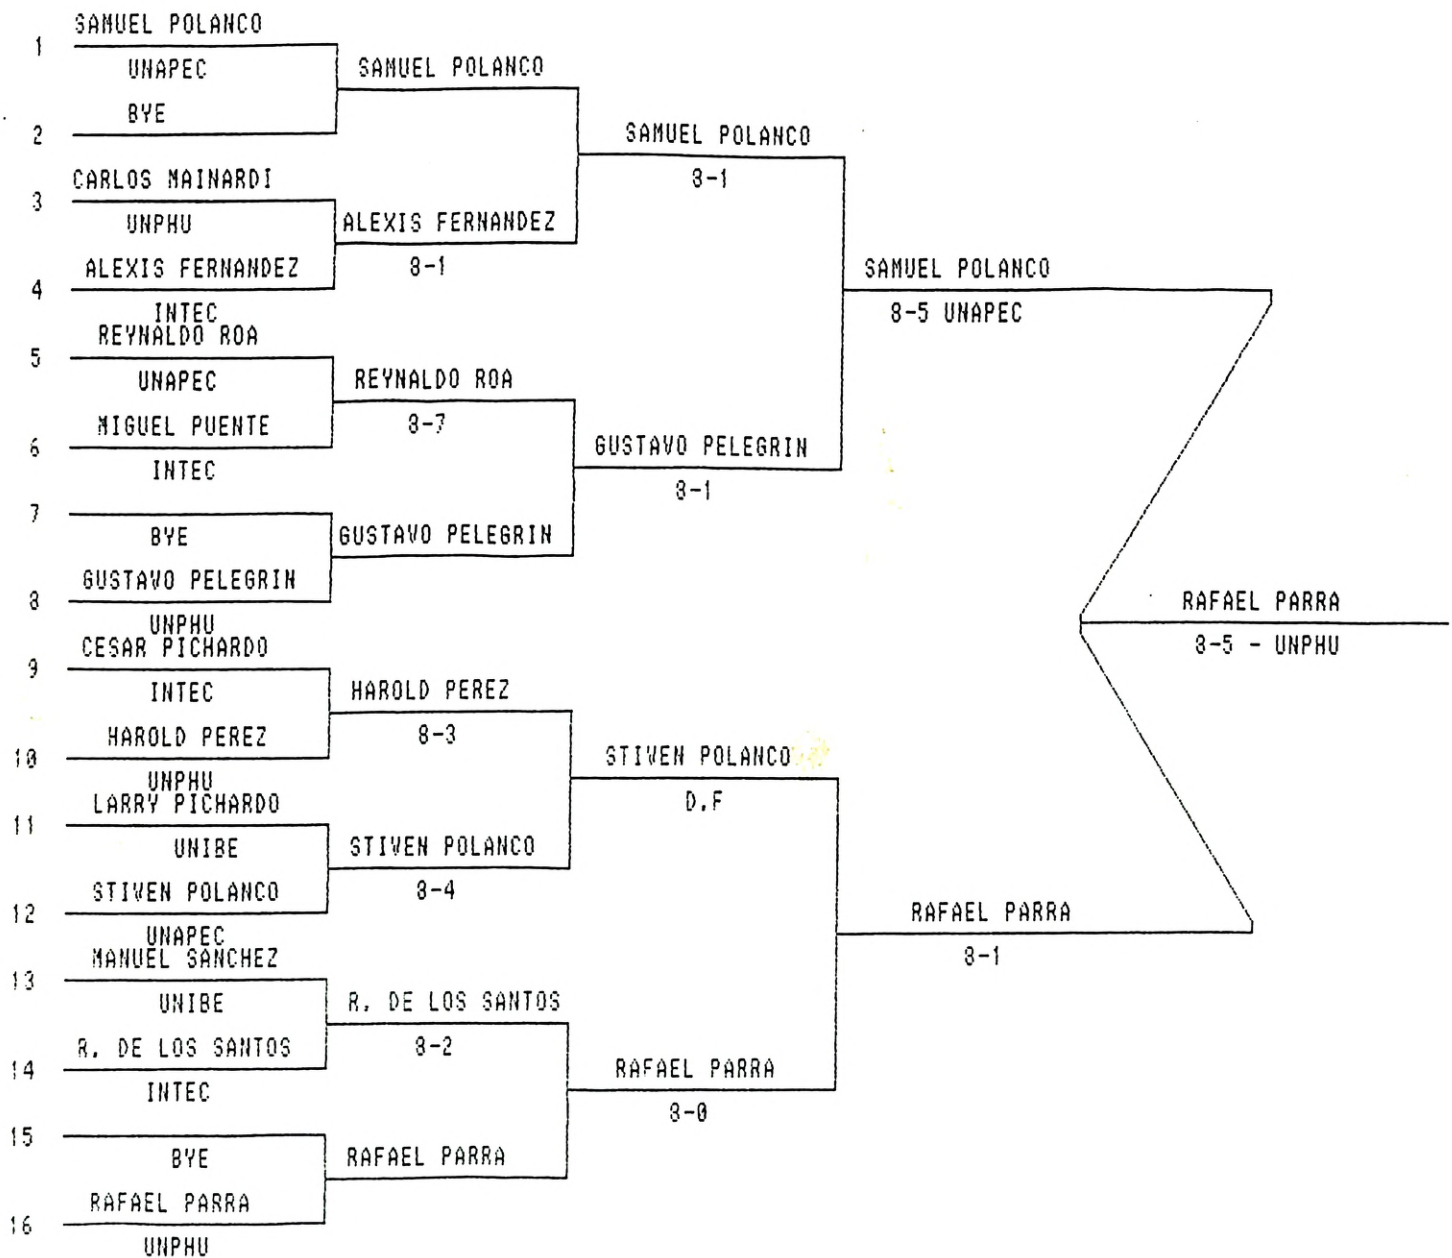 SAMUEL POLANCO
1
UNAPEC
SAMUEL POLANCO
BYE
2
SAMUEL POLANCO
8-1
CARLOS MAINARDI
3
UNPHU
ALEXIS FERNANDEZ
8-1
ALEXIS FERNANDEZ
4
INTEC
SAMUEL POLANCO
8-5 UNAPEC
REYNALDO ROA
5
UNAPEC
REYNALDO ROA
8-7
MIGUEL PUENTE
6
INTEC
GUSTAVO PELEGRIN
8-1
7
BYE
GUSTAVO PELEGRIN
GUSTAVO PELEGRIN
8
UNPHU
RAFAEL PARRA
8-5 - UNPHU
CESAR PICHARDO
9
INTEC
HAROLD PEREZ
8-3
HAROLD PEREZ
10
UNPHU
STIVEN POLANCO
D.F
LARRY PICHARDO
11
UNIBE
STIVEN POLANCO
8-4
STIVEN POLANCO
12
UNAPEC
RAFAEL PARRA
8-1
MANUEL SANCHEZ
13
UNIBE
R. DE LOS SANTOS
8-2
R. DE LOS SANTOS
14
INTEC
RAFAEL PARRA
8-0
15
BYE
RAFAEL PARRA
RAFAEL PARRA
16
UNPHU